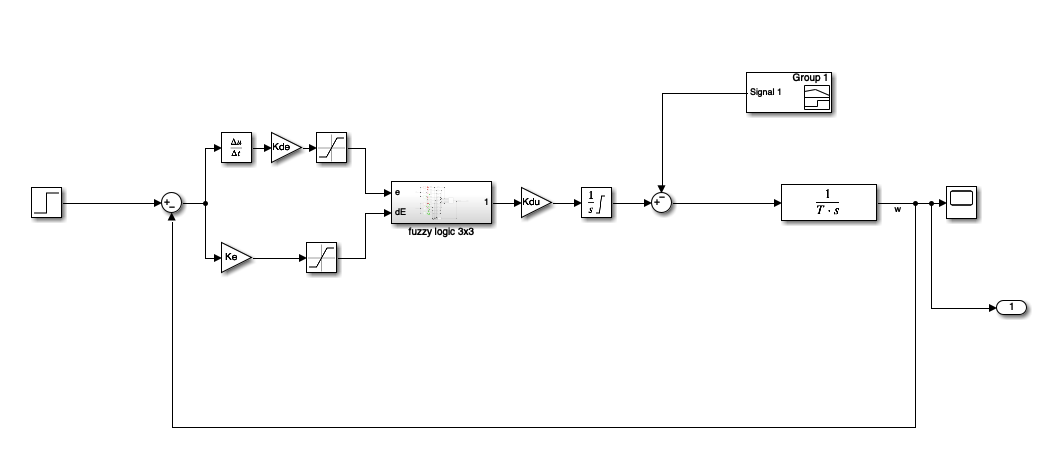 Group 1
Signal 1
Δu
Δt
Kde
e
dE
1
fuzzy logic 3x3
Kdu
1
s
+
−
+
−
1
T · s
w
Ke
1